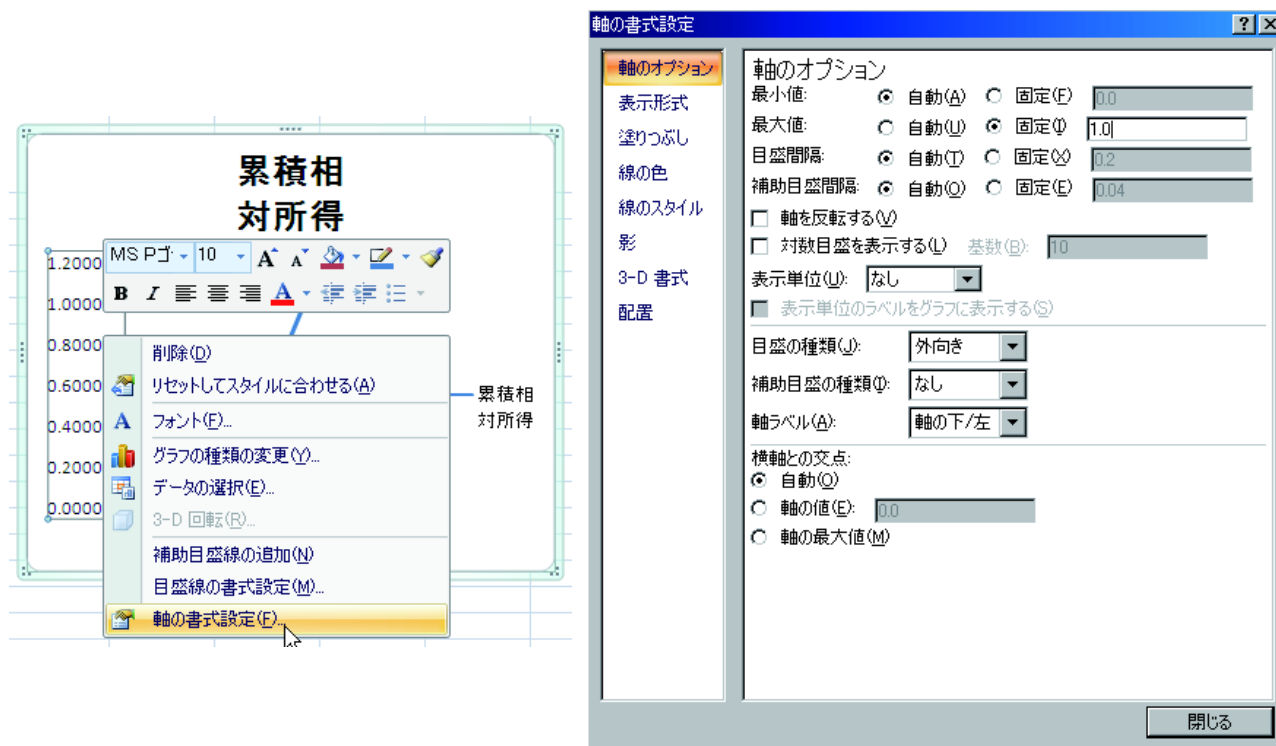 累積相
対所得
MS Pゴ 10
B I A
1.2000
1.0000
0.8000
0.6000
0.4000
0.2000
0.0000
累積相
対所得
削除(D)
リセットしてスタイルに合わせる(A)
フォント(F)...
グラフの種類の変更(Y)...
データの選択(E)...
3-D 回転(R)...
補助目盛線の追加(N)
目盛線の書式設定(M)...
軸の書式設定(F)...
軸の書式設定
軸のオプション
表示形式
塗りつぶし
線の色
線のスタイル
影
3-D 書式
配置
軸のオプション
最小値: 自動(A) 固定(F) 0.0
最大値: 自動(U) 固定(I) 1.0
目盛間隔: 自動(T) 固定(X) 0.2
補助目盛間隔: 自動(O) 固定(E) 0.04
軸を反転する(V)
対数目盛を表示する(L) 基数(B): 10
表示単位(U): なし
表示単位のラベルをグラフに表示する(S)
目盛の種類(J): 外向き
補助目盛の種類(I): なし
軸ラベル(A): 軸の下/左
横軸との交点:
自動(O)
軸の値(E): 0.0
軸の最大値(M)
閉じる